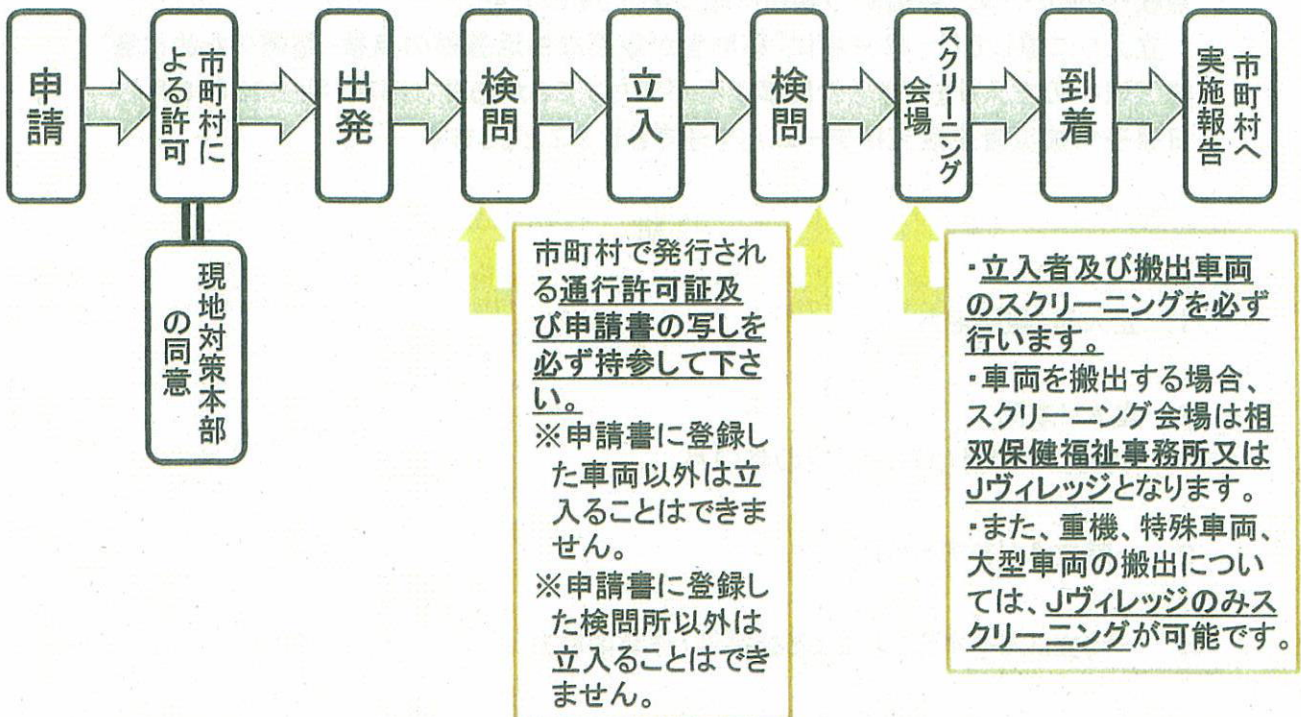 申請
市町村に
よる許可
出発
検問
立入
検問
スクリーニング
会場
到着
市町村へ
実施報告
現地対策本部
の同意
市町村で発行され
る通行許可証及
び申請書の写しを
必ず持参して下さ
い。
※申請書に登録し
た車両以外は立
入ることはできま
せん。
※申請書に登録し
た検問所以外は
立入ることはでき
ません。
・立入者及び搬出車両
のスクリーニングを必ず
行います。
・車両を搬出する場合、
スクリーニング会場は相
双保健福祉事務所又は
Jヴィレッジとなります。
・また、重機、特殊車両、
大型車両の搬出につい
ては、Jヴィレッジのみス
クリーニングが可能です。